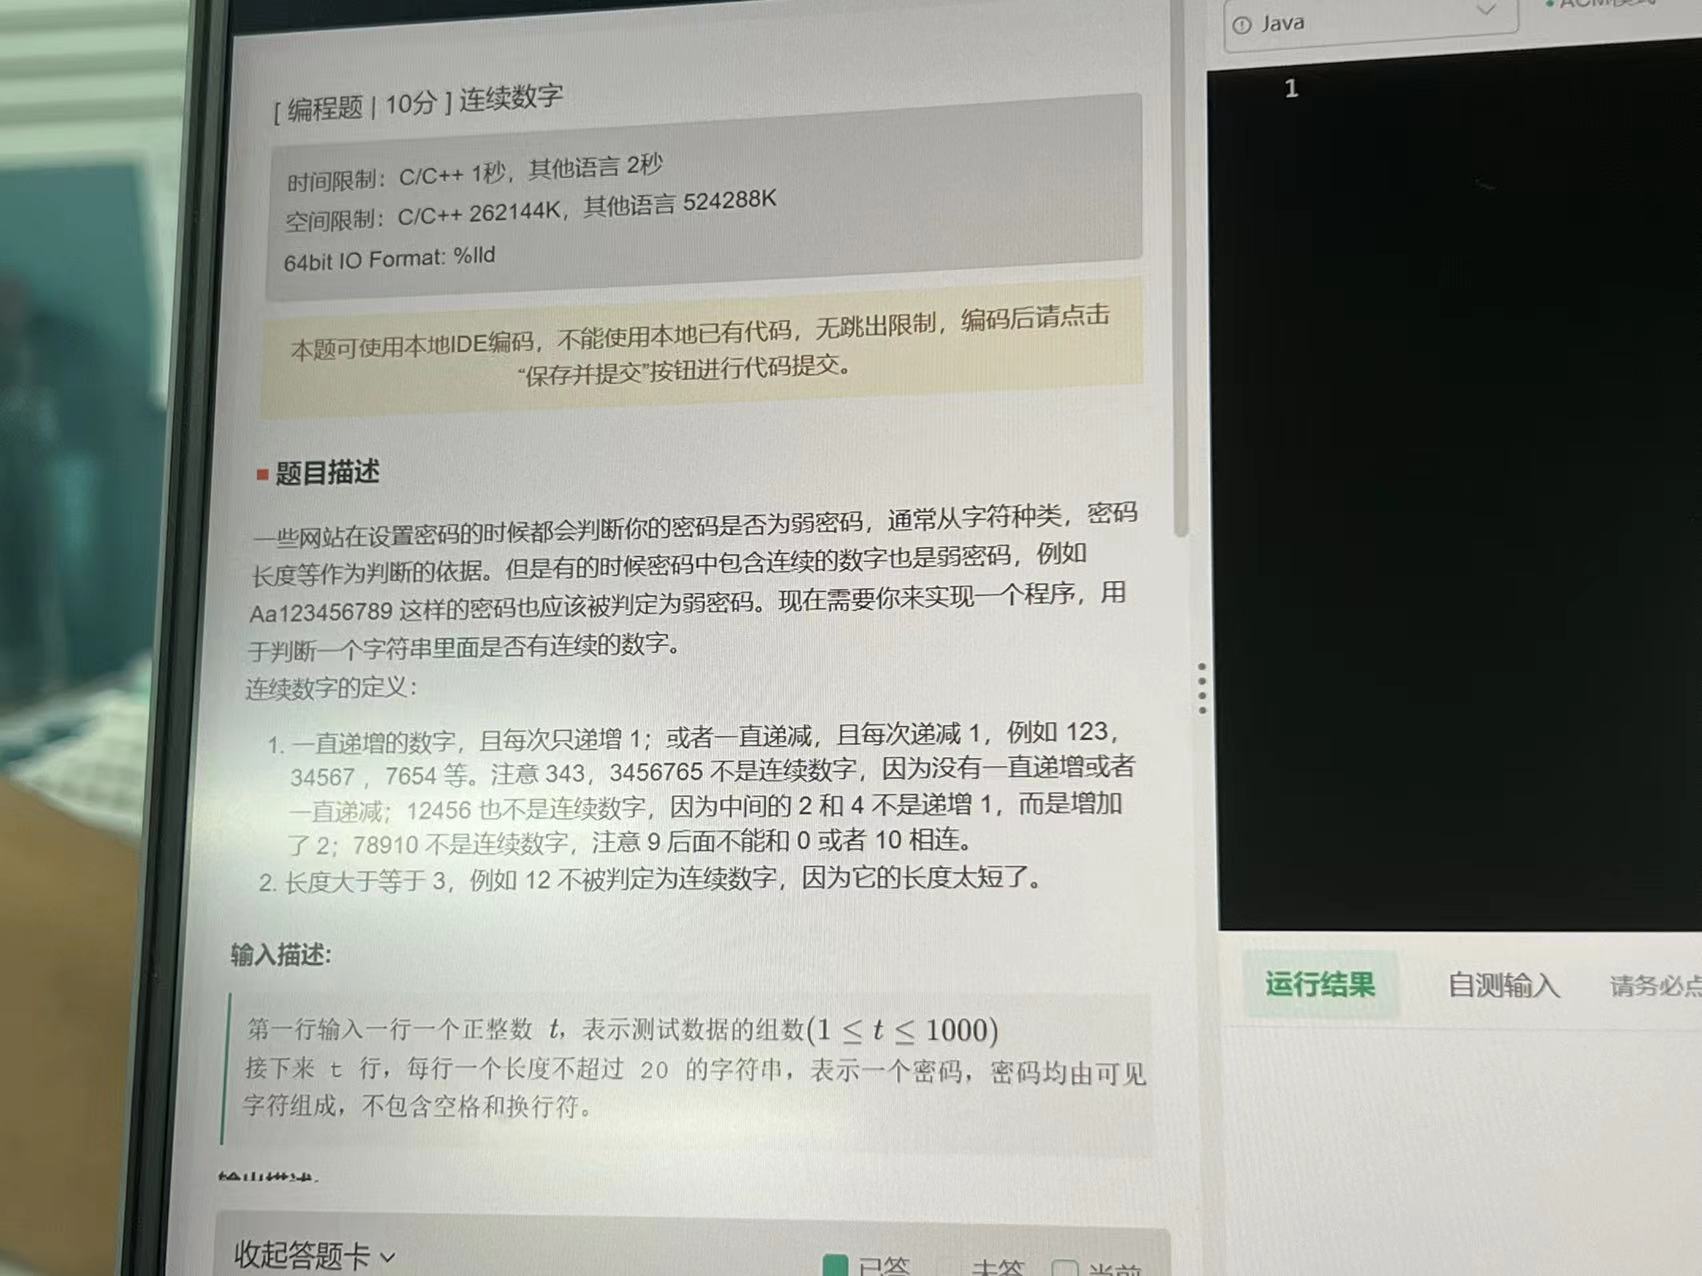 Java
1
[ 编程题 | 10分 ] 连续数字
时间限制：C/C++ 1秒，其他语言 2秒
空间限制：C/C++ 262144K，其他语言 524288K
64bit IO Format: %lld
本题可使用本地IDE编码，不能使用本地已有代码，无跳出限制，编码后请点击
“保存并提交”按钮进行代码提交。
题目描述
一些网站在设置密码的时候都会判断你的密码是否为弱密码，通常从字符种类，密码
长度等作为判断的依据。但是有的时候密码中包含连续的数字也是弱密码，例如
Aa123456789 这样的密码也应该被判定为弱密码。现在需要你来实现一个程序，用
于判断一个字符串里面是否有连续的数字。
连续数字的定义：
1. 一直递增的数字，且每次只递增 1；或者一直递减，且每次递减 1，例如 123，
34567 ，7654 等。注意 343，3456765 不是连续数字，因为没有一直递增或者
一直递减；12456 也不是连续数字，因为中间的 2 和 4 不是递增 1，而是增加
了 2；78910 不是连续数字，注意 9 后面不能和 0 或者 10 相连。
2. 长度大于等于 3，例如 12 不被判定为连续数字，因为它的长度太短了。
输入描述:
第一行输入一行一个正整数 t，表示测试数据的组数(1 ≤ t ≤ 1000)
接下来 t 行，每行一个长度不超过 20 的字符串，表示一个密码，密码均由可见
字符组成，不包含空格和换行符。
收起答题卡
已答
未答
当前
运行结果
自测输入
请务必点